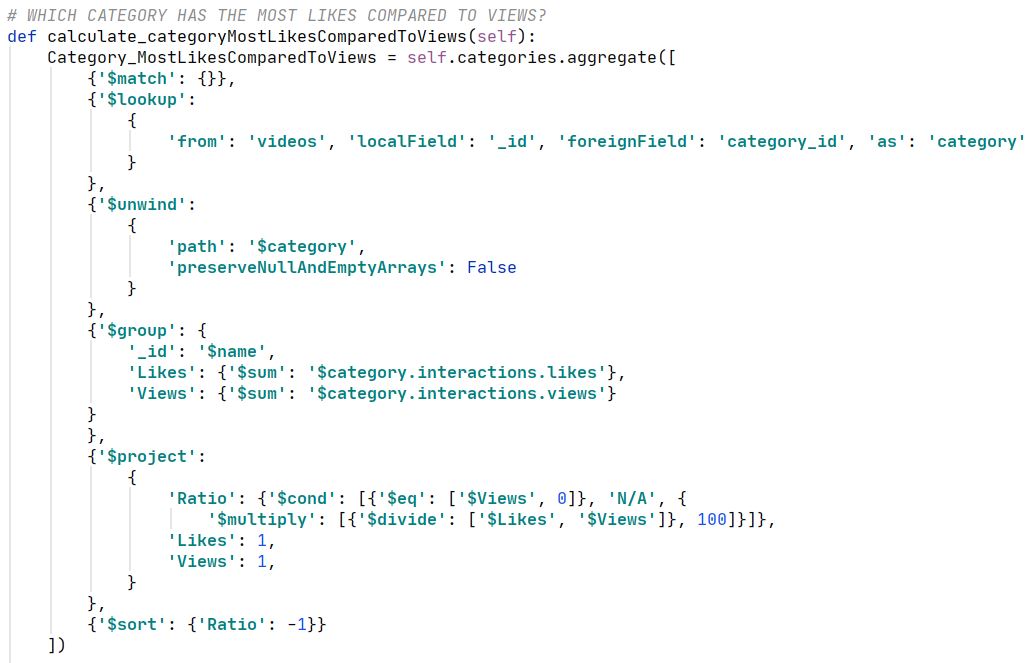 # WHICH CATEGORY HAS THE MOST LIKES COMPARED TO VIEWS?
def calculate_categoryMostLikesComparedToViews(self):
    Category_MostLikesComparedToViews = self.categories.aggregate([
        {'$match': {}},
        {'$lookup':
            {
                'from': 'videos', 'localField': '_id', 'foreignField': 'category_id', 'as': 'category'
            }
        },
        {'$unwind':
            {
                'path': '$category',
                'preserveNullAndEmptyArrays': False
            }
        },
        {'$group': {
            '_id': '$name',
            'Likes': {'$sum': '$category.interactions.likes'},
            'Views': {'$sum': '$category.interactions.views'}
        }
        },
        {'$project':
            {
                'Ratio': {'$cond': [{'$eq': ['$Views', 0]}, 'N/A', {
                    '$multiply': [{'$divide': ['$Likes', '$Views']}, 100]}]},
                'Likes': 1,
                'Views': 1,
            }
        },
        {'$sort': {'Ratio': -1}}
    ])